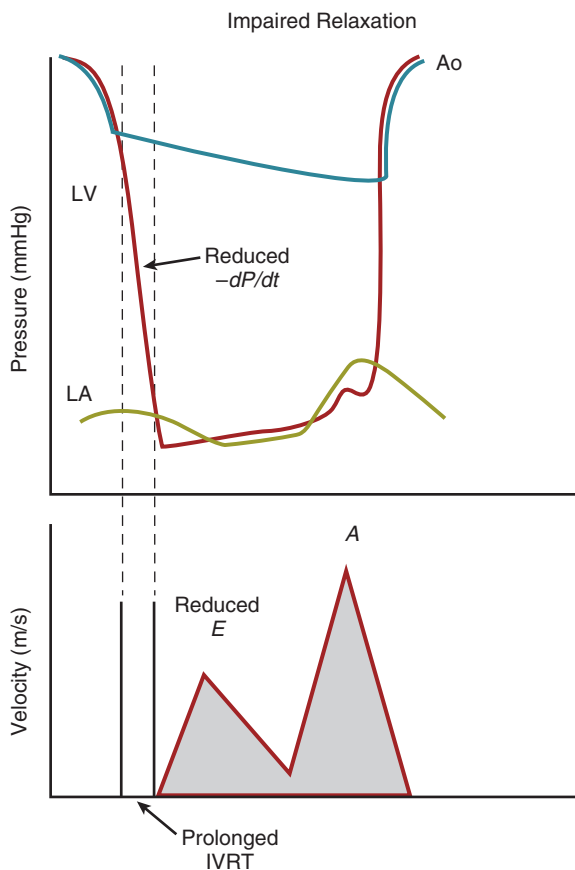 Impaired Relaxation
Ao
LV
Reduced
–dP/dt
LA
Pressure (mmHg)
A
Reduced
E
Velocity (m/s)
Prolonged
IVRT